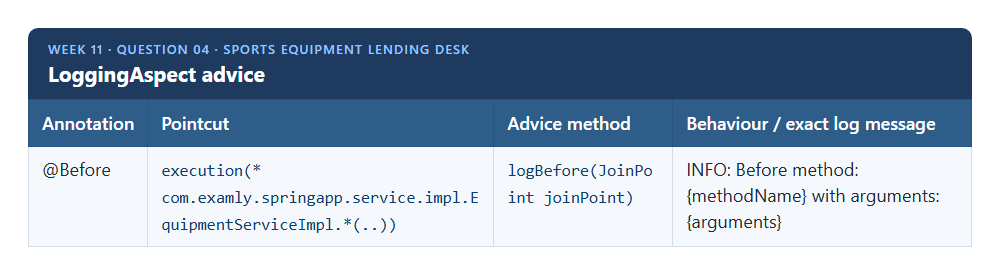 WEEK 11 · QUESTION 04 · SPORTS EQUIPMENT LENDING DESK
LoggingAspect advice
Annotation Pointcut Advice method Behaviour / exact log message
@Before
execution(*
com.examly.springapp.service.impl.E
quipmentServiceImpl.*(..))
logBefore(JoinPo
int joinPoint)
INFO: Before method:
{methodName} with arguments:
{arguments}